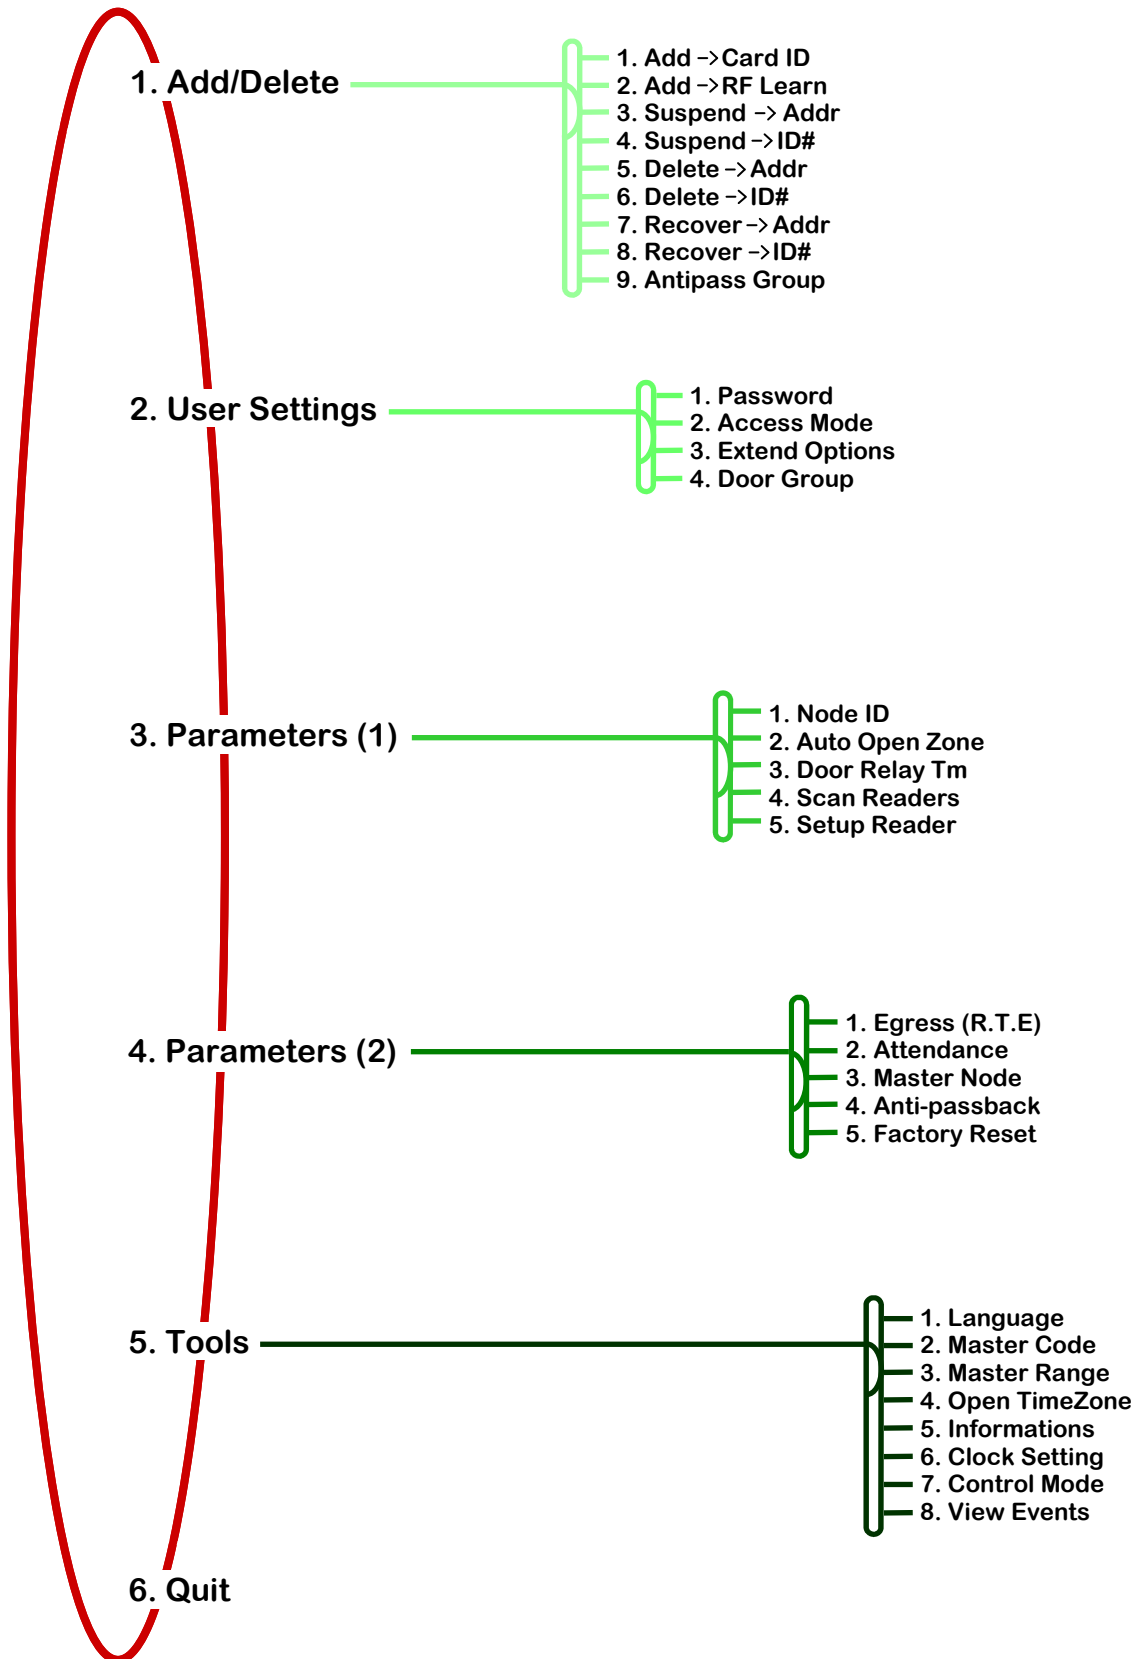 1. Add/Delete
1. Add –>Card ID
2. Add –>RF Learn
3. Suspend –> Addr
4. Suspend –>ID#
5. Delete –>Addr
6. Delete –>ID#
7. Recover –>Addr
8. Recover –>ID#
9. Antipass Group
2. User Settings
1. Password
2. Access Mode
3. Extend Options
4. Door Group
3. Parameters (1)
1. Node ID
2. Auto Open Zone
3. Door Relay Tm
4. Scan Readers
5. Setup Reader
4. Parameters (2)
1. Egress (R.T.E)
2. Attendance
3. Master Node
4. Anti-passback
5. Factory Reset
5. Tools
1. Language
2. Master Code
3. Master Range
4. Open TimeZone
5. Informations
6. Clock Setting
7. Control Mode
8. View Events
6. Quit